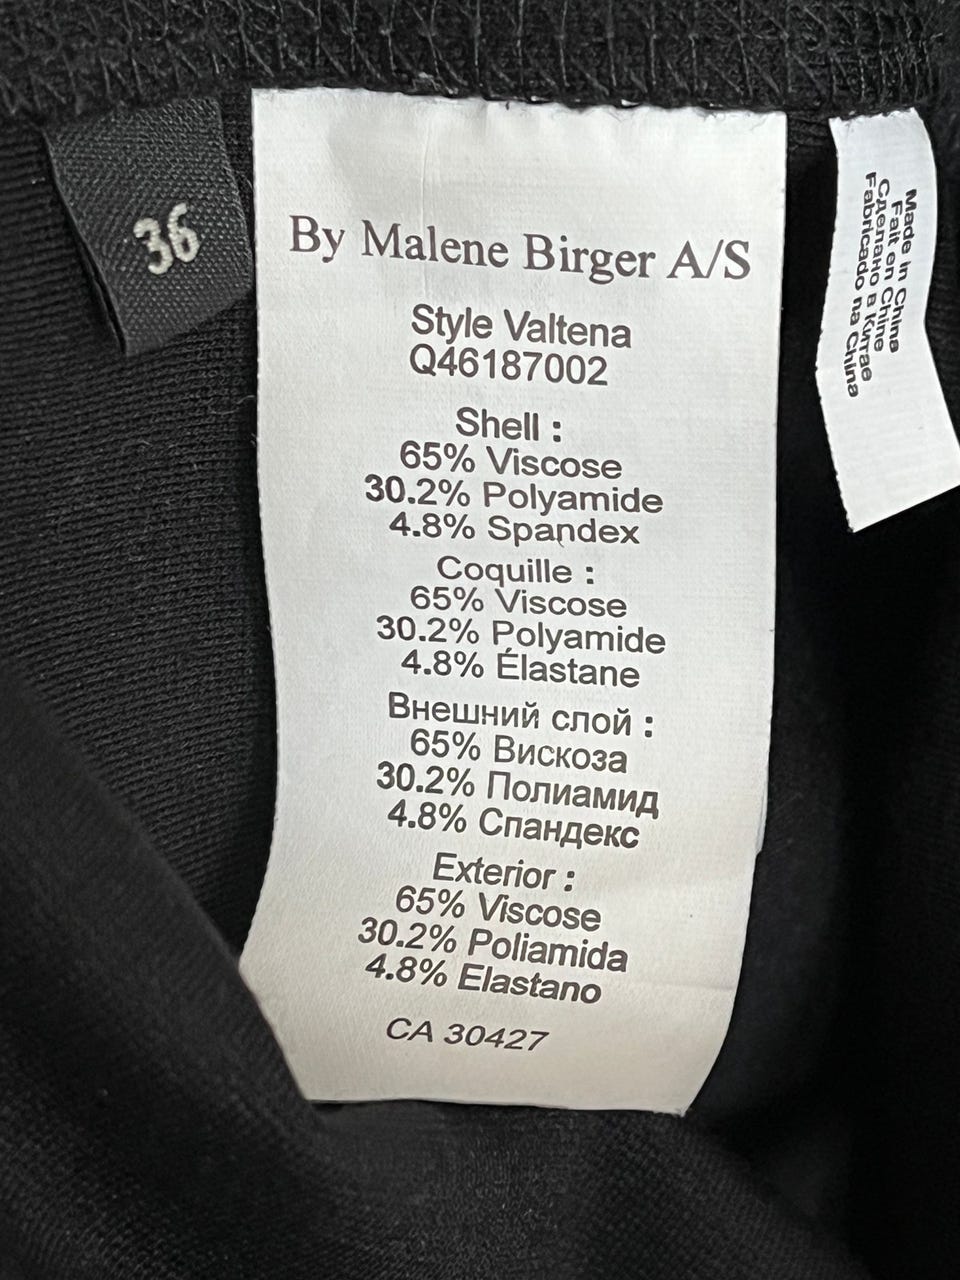 36
By Malene Birger A/S
Style Valtena
Q46187002
Shell :
65% Viscose
30.2% Polyamide
4.8% Spandex
Coquille :
65% Viscose
30.2% Polyamide
4.8% Élastane
Внешний слой :
65% Вискоза
30.2% Полиамид
4.8% Спандекс
Exterior :
65% Viscose
30.2% Poliamida
4.8% Elastano
CA 30427
Made in China
Fait en Chine
Сделано в Китае
Fabricado na China